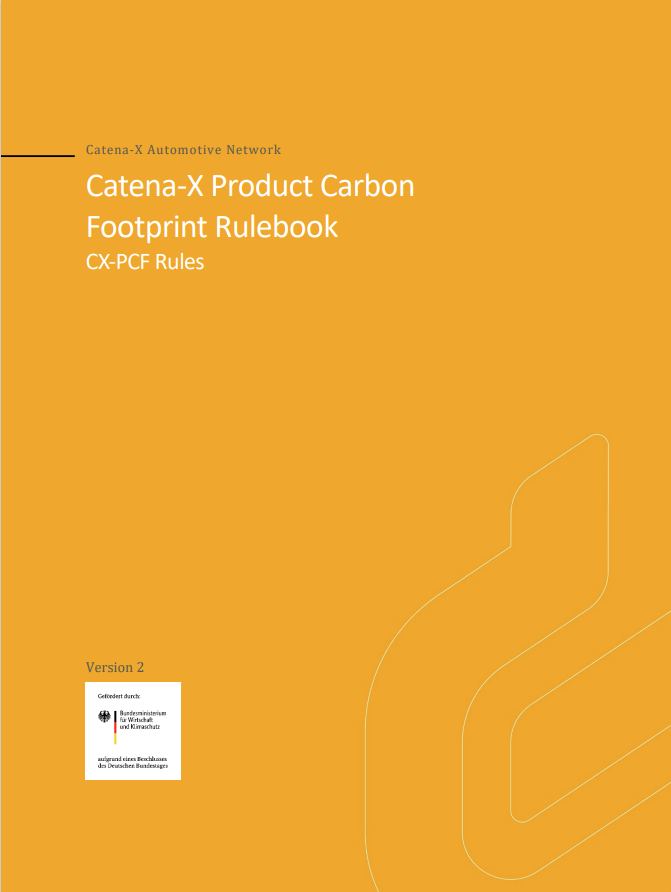 Catena-X Automotive Network
Catena-X Product Carbon
Footprint Rulebook
CX-PCF Rules
Version 2
Gefördert durch:
Bundesministerium
für Wirtschaft
und Klimaschutz
aufgrund eines Beschlusses
des Deutschen Bundestages